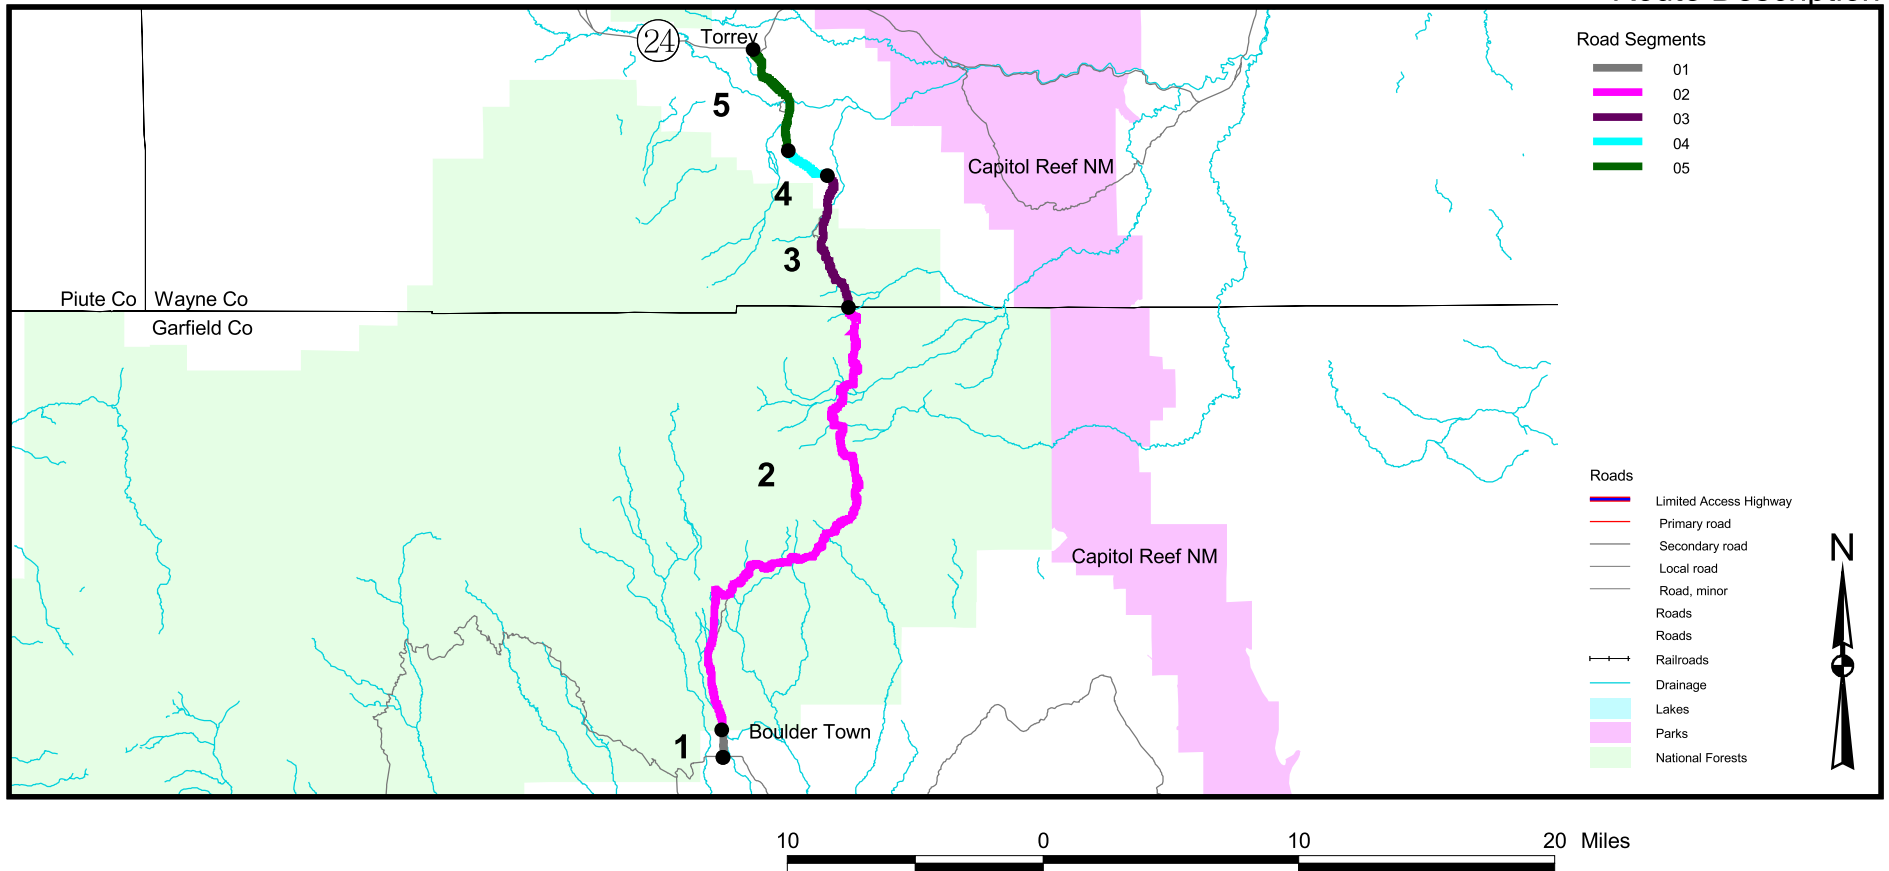 Route Description
24
Torrey
Road Segments
01
02
03
04
05
5
Capitol Reef NM
4
3
Piute Co
Wayne Co
Garfield Co
2
Roads
Limited Access Highway
Primary road
Secondary road
Local road
Road, minor
Roads
Roads
Railroads
Drainage
Lakes
Parks
National Forests
N
Capitol Reef NM
Boulder Town
1
10 0 10 20 Miles